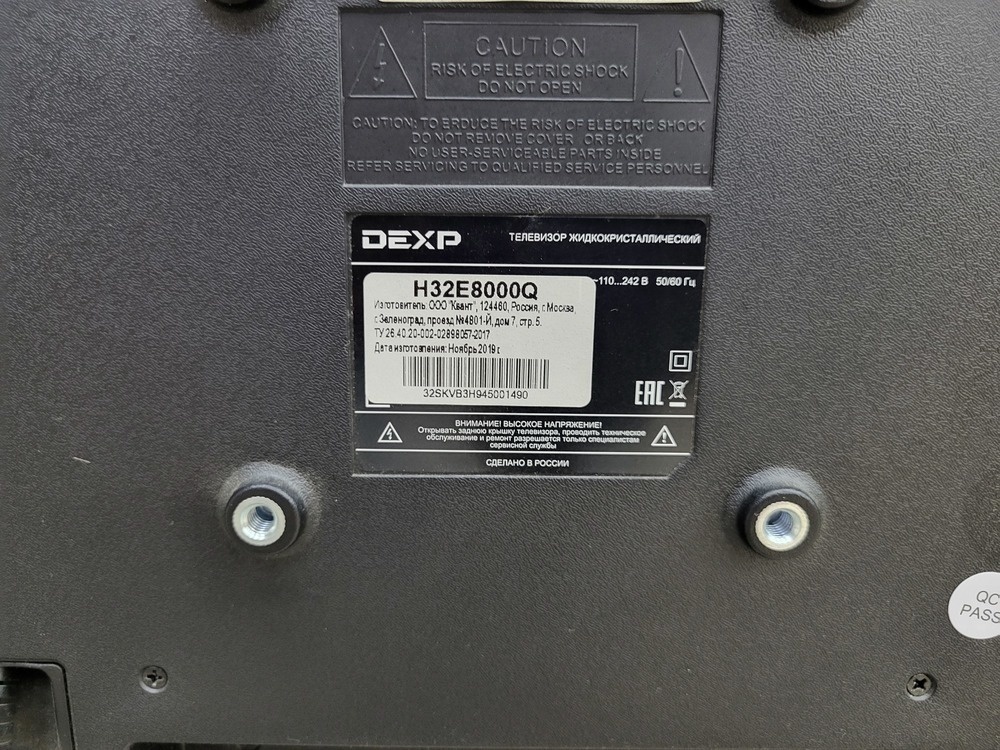 CAUTION
RISK OF ELECTRIC SHOCK
DO NOT OPEN
CAUTION: TO ERDUCE THE RISK OF ELECTRIC SHOCK
DO NOT REMOVE COVER OR BACK
NO USER-SERVICEABLE PARTS INSIDE
REFER SERVICING TO QUALIFIED SERVICE PERSONNEL
DEXP ТЕЛЕВИЗОР ЖИДКОКРИСТАЛЛИЧЕСКИЙ
~110...242 В 50/60 Гц
H32E8000Q
Изготовитель: ООО "Квант", 124460, Россия, г.Москва,
г.Зеленоград, проезд №4801-Й, дом 7, стр. 5.
ТУ 26.40.20-002-02898057-2017
Дата изготовления: Ноябрь 2019 г.
32SKVB3H945001490
EAC
ВНИМАНИЕ! ВЫСОКОЕ НАПРЯЖЕНИЕ!
Открывать заднюю крышку телевизора, проводить техническое
обслуживание и ремонт разрешается только специалистам
сервисной службы
СДЕЛАНО В РОССИИ
QC
PASS